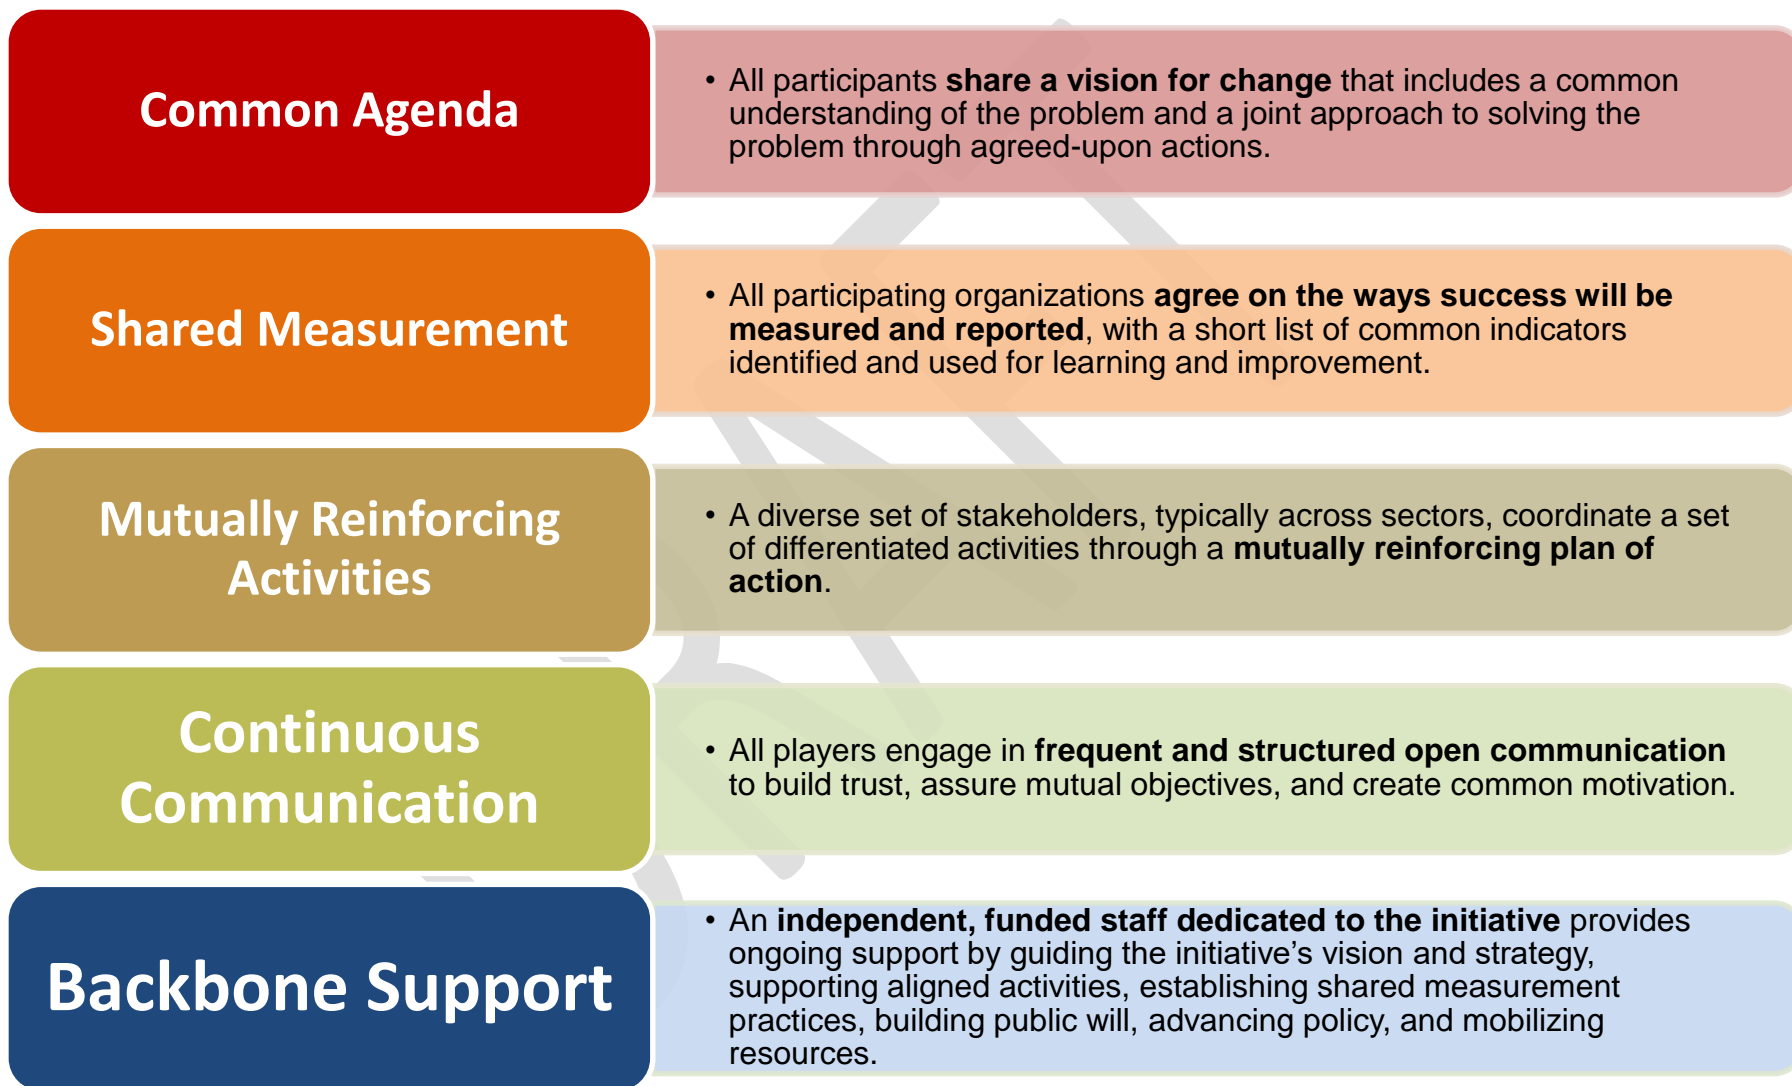 Common Agenda
• All participants share a vision for change that includes a common
understanding of the problem and a joint approach to solving the
problem through agreed-upon actions.
Shared Measurement
• All participating organizations agree on the ways success will be
measured and reported, with a short list of common indicators
identified and used for learning and improvement.
Mutually Reinforcing
Activities
• A diverse set of stakeholders, typically across sectors, coordinate a set
of differentiated activities through a mutually reinforcing plan of
action.
Continuous
Communication
• All players engage in frequent and structured open communication
to build trust, assure mutual objectives, and create common motivation.
Backbone Support
• An independent, funded staff dedicated to the initiative provides
ongoing support by guiding the initiative’s vision and strategy,
supporting aligned activities, establishing shared measurement
practices, building public will, advancing policy, and mobilizing
resources.
DRAFT